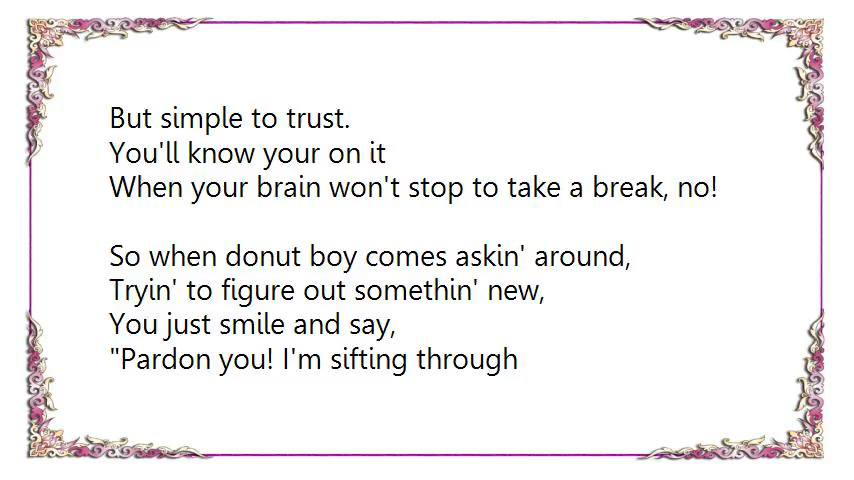 But simple to trust.
You'll know your on it
When your brain won't stop to take a break, no!
So when donut boy comes askin' around,
Tryin' to figure out somethin' new,
You just smile and say,
"Pardon you! I'm sifting through